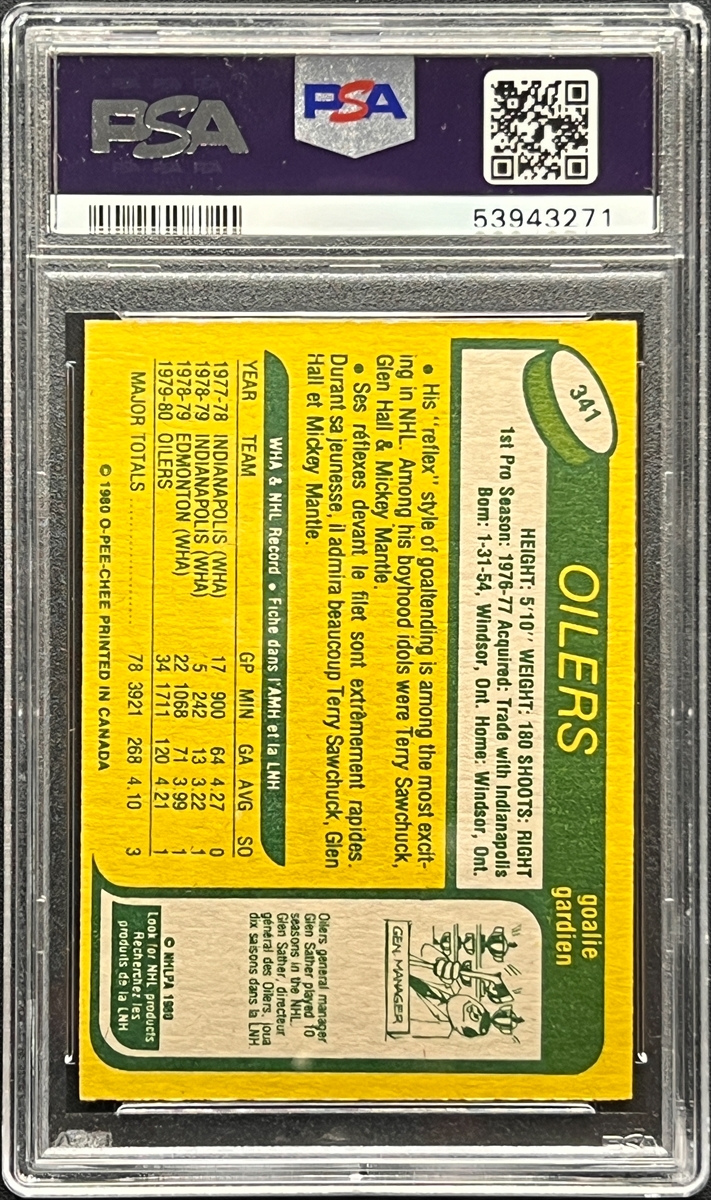 PSA
PSA
53943271
341
OILERS
goalie
gardien
HEIGHT: 5'10" WEIGHT: 180 SHOOTS: RIGHT
1st Pro Season: 1976-77 Acquired: Trade with Indianapolis
Born: 1-31-54, Windsor, Ont. Home: Windsor, Ont.
• His "reflex" style of goaltending is among the most excit-
ing in NHL. Among his boyhood idols were Terry Sawchuck,
Glen Hall & Mickey Mantle.
• Ses réflexes devant le filet sont extrêmement rapides.
Durant sa jeunesse, il admira beaucoup Terry Sawchuck, Glen
Hall et Mickey Mantle.
WHA & NHL Record • Fiche dans l'AMH et la LNH
YEAR TEAM GP MIN GA AVG SO
1977-78 INDIANAPOLIS (WHA) 17 900 64 4.27 0
1978-79 INDIANAPOLIS (WHA) 5 242 13 3.22 1
1978-79 EDMONTON (WHA) 22 1068 71 3.99 1
1979-80 OILERS 34 1711 120 4.21 1
MAJOR TOTALS .................... 78 3921 268 4.10 3
© 1980 O-PEE-CHEE PRINTED IN CANADA
GEN. MANAGER
Oilers general manager
Glen Sather played 10
seasons in the NHL.
Glen Sather, directeur
général des Oilers, joua
dix saisons dans la LNH
© NHLPA 1980
Look for NHL products
Recherchez les
produits de la LNH
PSA